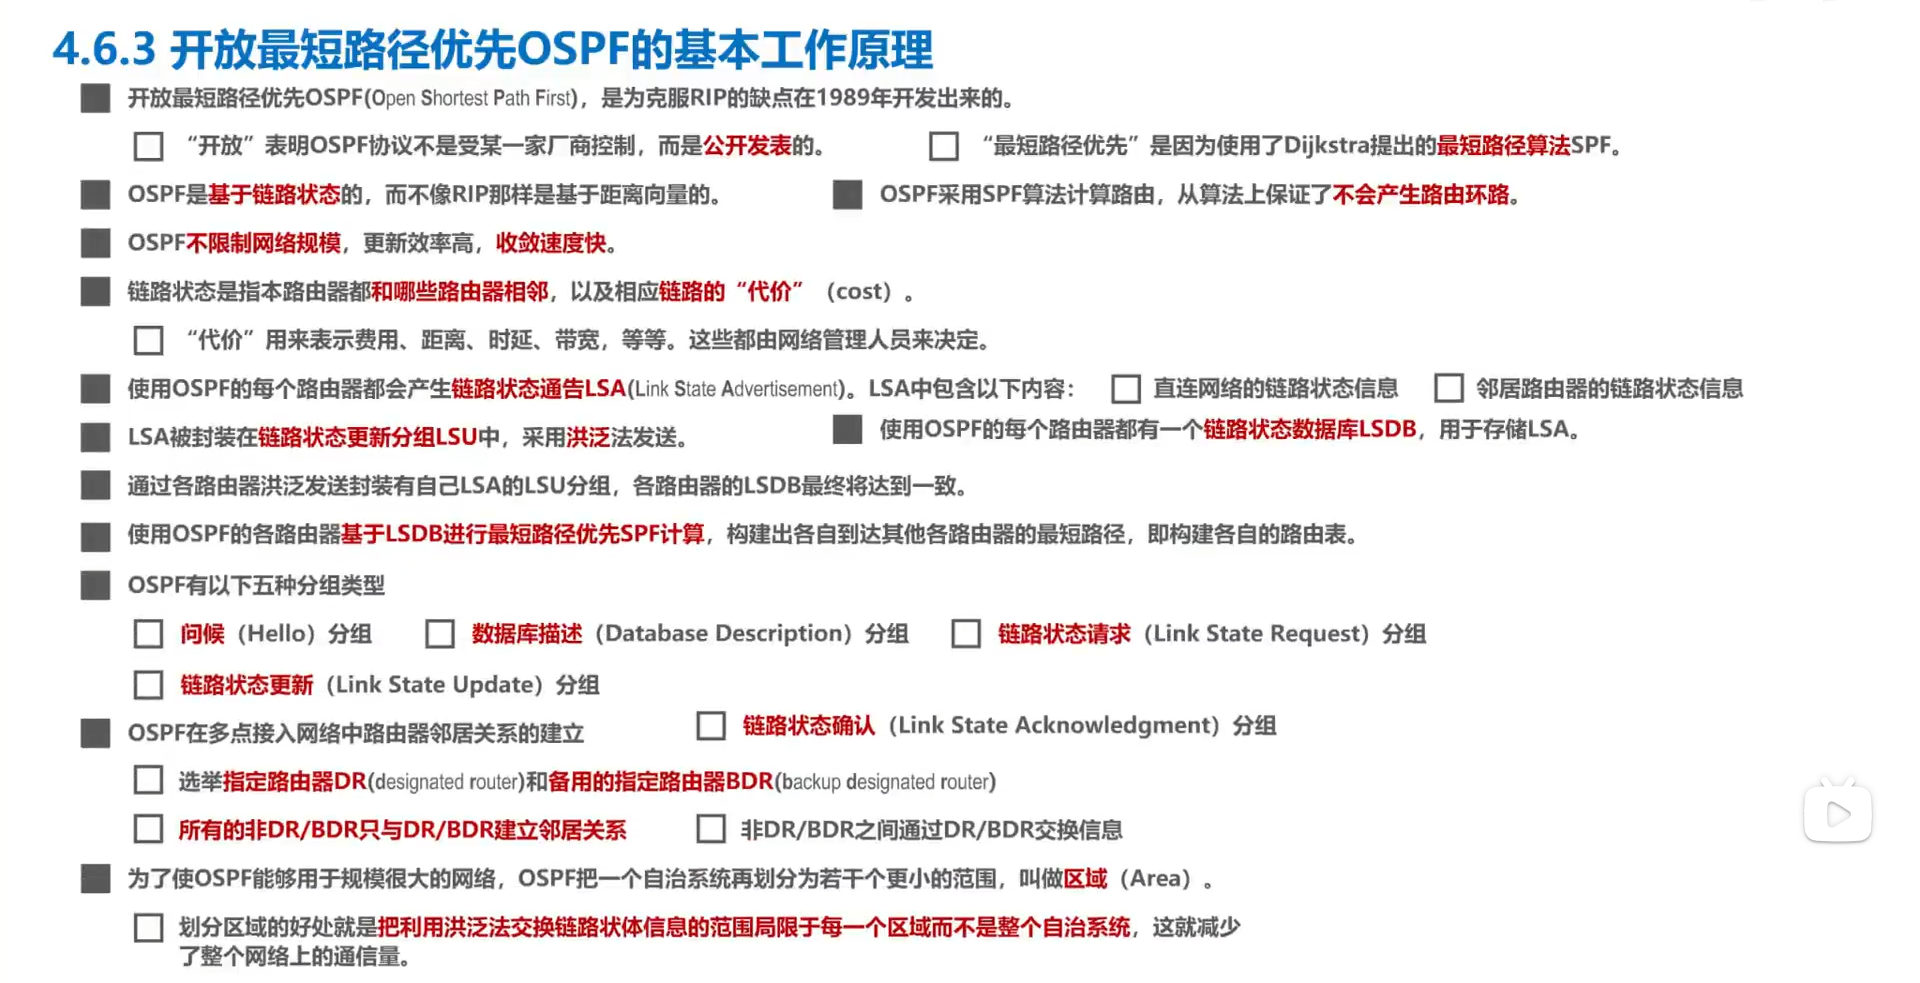 4.6.3 开放最短路径优先OSPF的基本工作原理
开放最短路径优先OSPF(Open Shortest Path First)，是为克服RIP的缺点在1989年开发出来的。
“开放”表明OSPF协议不是受某一家厂商控制，而是公开发表的。
“最短路径优先”是因为使用了Dijkstra提出的最短路径算法SPF。
OSPF是基于链路状态的，而不像RIP那样是基于距离向量的。
OSPF采用SPF算法计算路由，从算法上保证了不会产生路由环路。
OSPF不限制网络规模，更新效率高，收敛速度快。
链路状态是指本路由器都和哪些路由器相邻，以及相应链路的“代价”（cost）。
“代价”用来表示费用、距离、时延、带宽，等等。这些都由网络管理人员来决定。
使用OSPF的每个路由器都会产生链路状态通告LSA(Link State Advertisement)。LSA中包含以下内容：
直连网络的链路状态信息
邻居路由器的链路状态信息
LSA被封装在链路状态更新分组LSU中，采用洪泛法发送。
使用OSPF的每个路由器都有一个链路状态数据库LSDB，用于存储LSA。
通过各路由器洪泛发送封装有自己LSA的LSU分组，各路由器的LSDB最终将达到一致。
使用OSPF的各路由器基于LSDB进行最短路径优先SPF计算，构建出各自到达其他各路由器的最短路径，即构建各自的路由表。
OSPF有以下五种分组类型
问候（Hello）分组
数据库描述（Database Description）分组
链路状态请求（Link State Request）分组
链路状态更新（Link State Update）分组
链路状态确认（Link State Acknowledgment）分组
OSPF在多点接入网络中路由器邻居关系的建立
选举指定路由器DR(designated router)和备用的指定路由器BDR(backup designated router)
所有的非DR/BDR只与DR/BDR建立邻居关系
非DR/BDR之间通过DR/BDR交换信息
为了使OSPF能够用于规模很大的网络，OSPF把一个自治系统再划分为若干个更小的范围，叫做区域（Area）。
划分区域的好处就是把利用洪泛法交换链路状体信息的范围局限于每一个区域而不是整个自治系统，这就减少
了整个网络上的通信量。